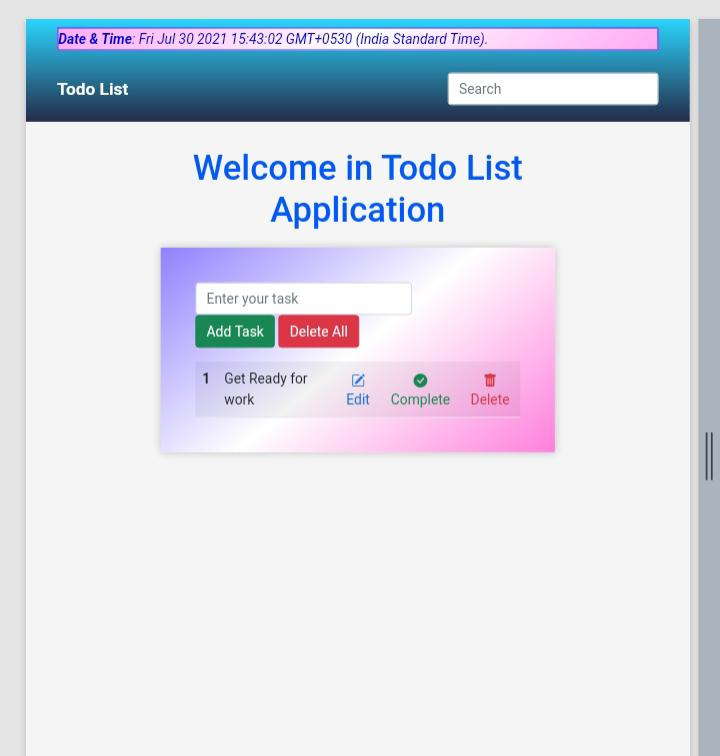 Date & Time: Fri Jul 30 2021 15:43:02 GMT+0530 (India Standard Time).
Todo List
Search
Welcome in Todo List
Application
Enter your task
Add Task Delete All
1 Get Ready for
work
Edit Complete Delete